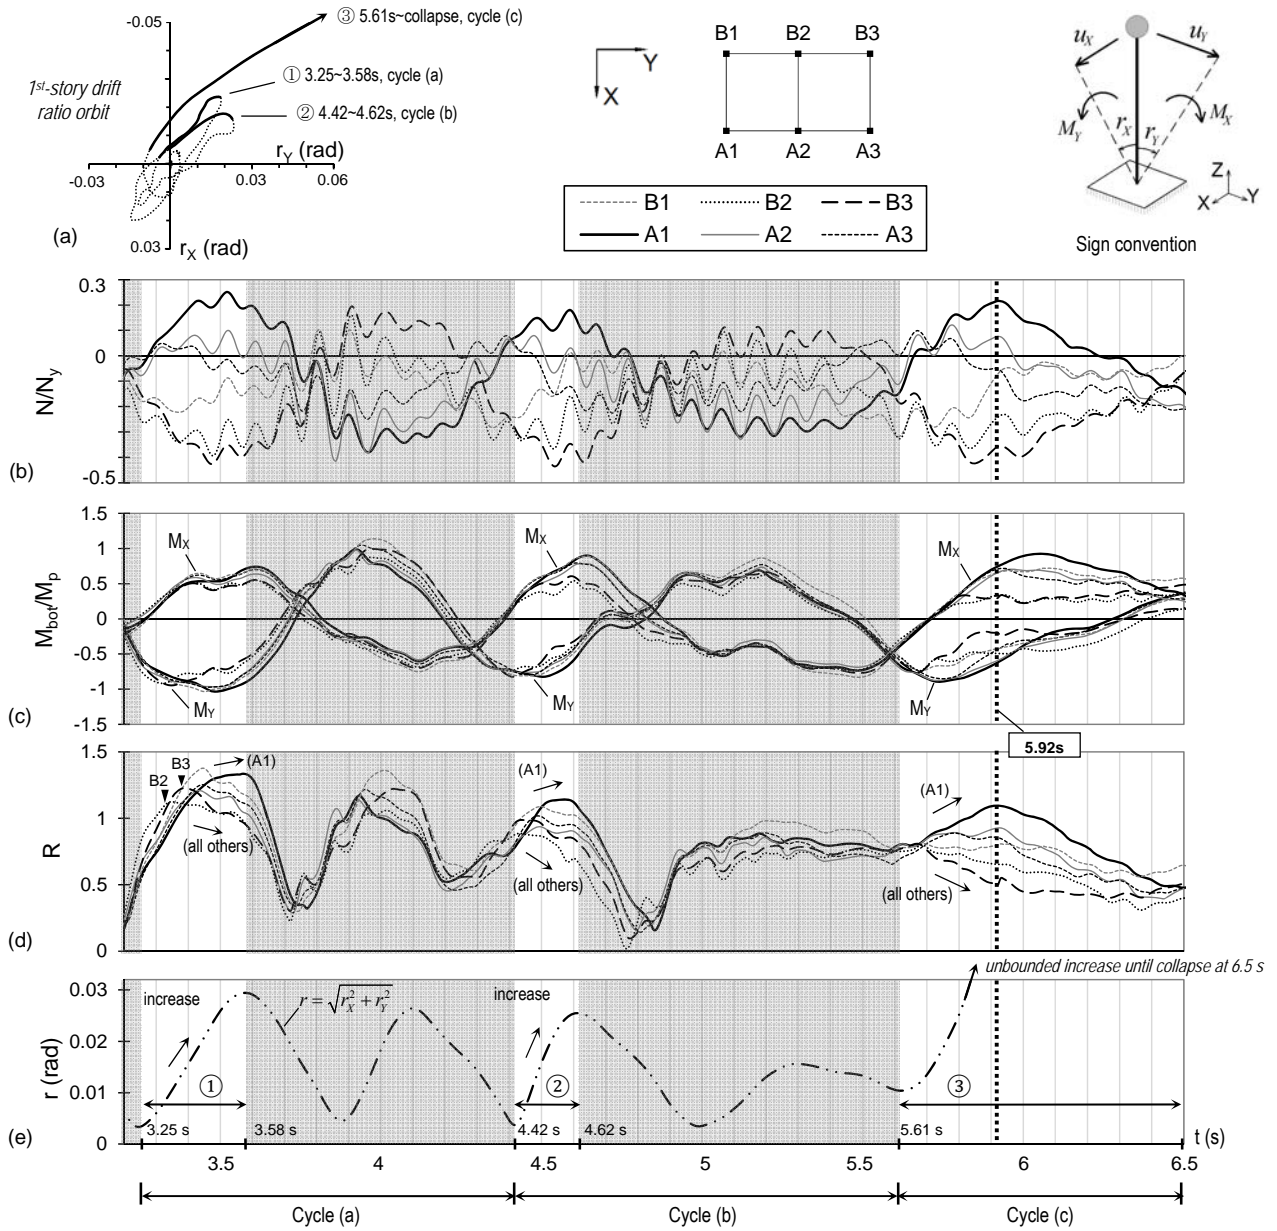 -0.05
③ 5.61s~collapse, cycle (c)
1st-story drift
ratio orbit
① 3.25~3.58s, cycle (a)
② 4.42~4.62s, cycle (b)
rY (rad)
-0.03
0.03
0.06
0.03
rX (rad)
(a)
Y
X
B1
B2
B3
A1
A2
A3
B1
B2
B3
A1
A2
A3
uX
uY
MY
rX
rY
MX
Z
X
Y
Sign convention
0.3
0
-0.5
N/Ny
(b)
1.5
1
0.5
0
-0.5
-1
-1.5
Mbot/Mp
MX
MX
MX
MY
MY
MY
(c)
5.92s
1.5
1
0.5
0
R
B2
B3
(A1)
(all others)
(A1)
(all others)
(A1)
(all others)
(d)
unbounded increase until collapse at 6.5 s
0.03
0.02
0.01
0
r (rad)
increase
r = √rX² + rY²
increase
①
②
③
3.25 s
3.58 s
4.42 s
4.62 s
5.61 s
t (s)
(e)
3.5
4
4.5
5
5.5
6
6.5
Cycle (a)
Cycle (b)
Cycle (c)